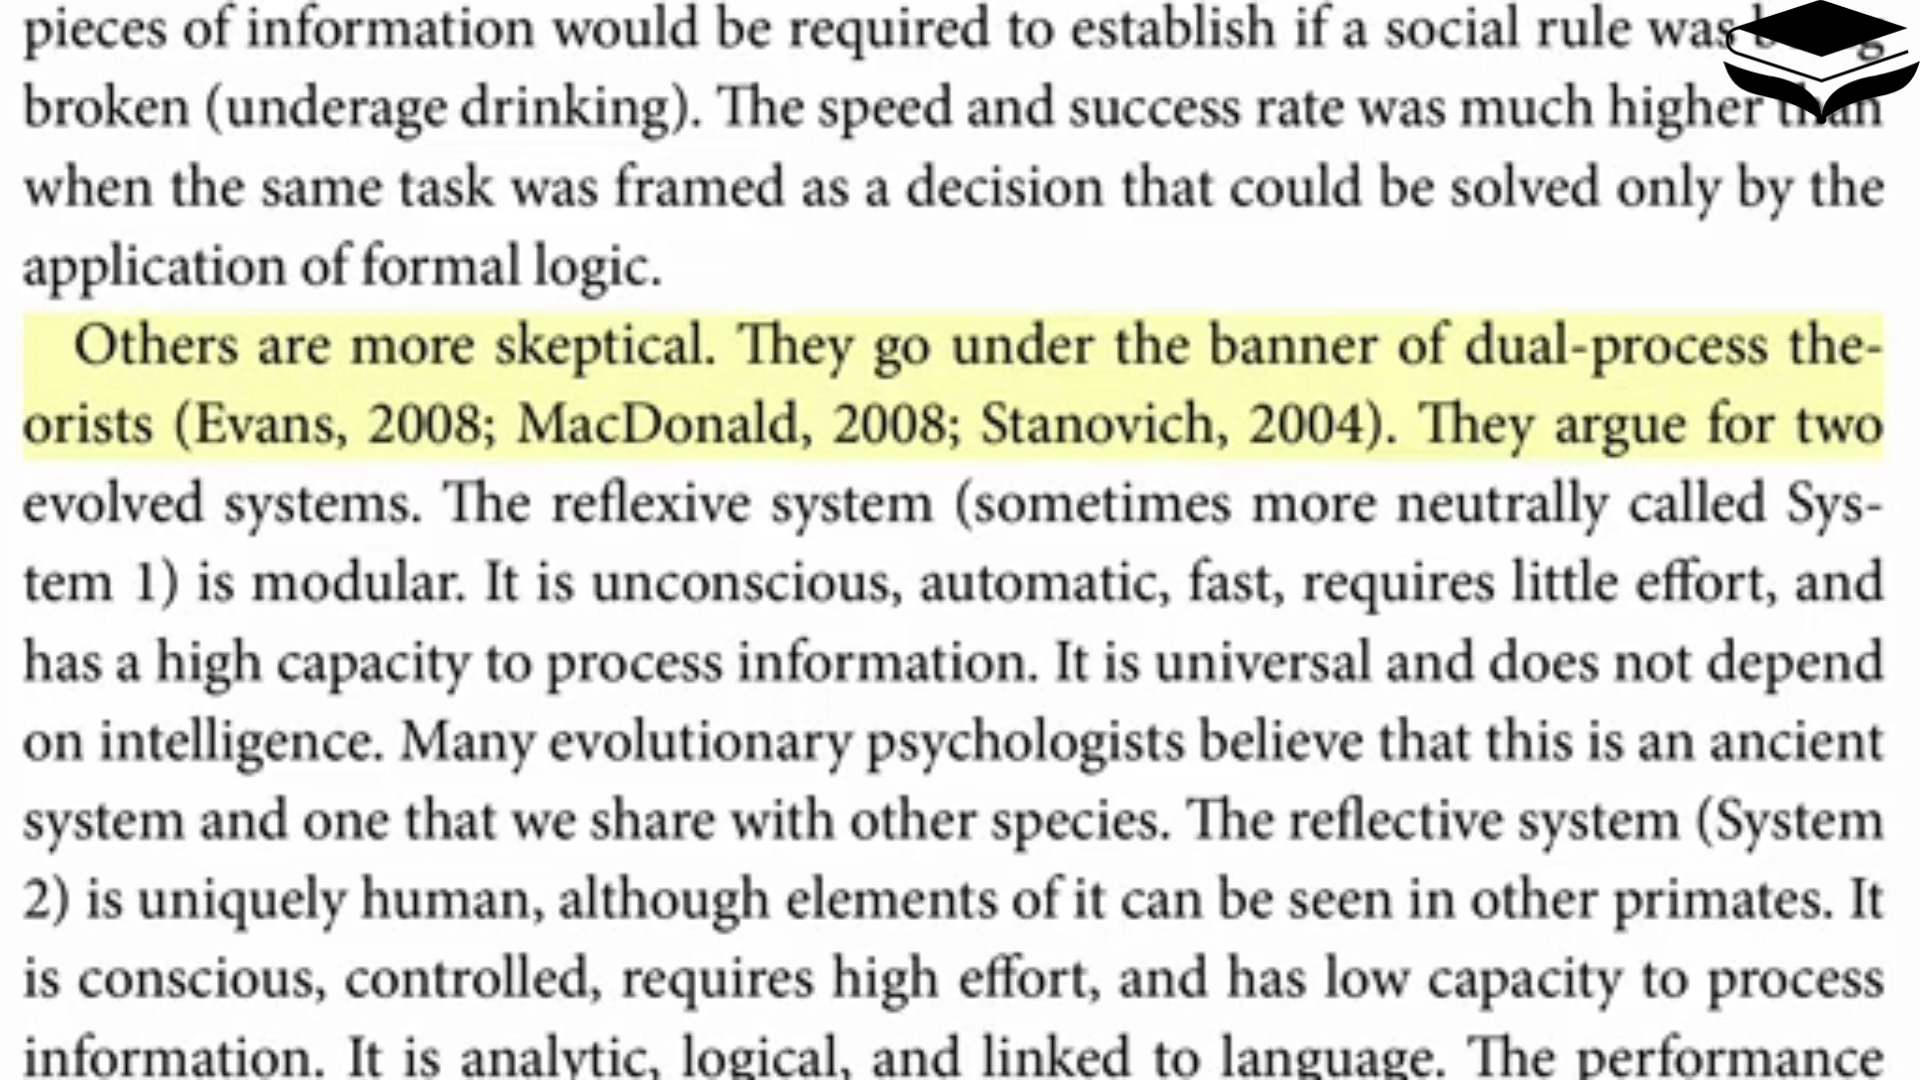 pieces of information would be required to establish if a social rule was
broken (underage drinking). The speed and success rate was much higher than
when the same task was framed as a decision that could be solved only by the
application of formal logic.
Others are more skeptical. They go under the banner of dual-process the-
orists (Evans, 2008; MacDonald, 2008; Stanovich, 2004). They argue for two
evolved systems. The reflexive system (sometimes more neutrally called Sys-
tem 1) is modular. It is unconscious, automatic, fast, requires little effort, and
has a high capacity to process information. It is universal and does not depend
on intelligence. Many evolutionary psychologists believe that this is an ancient
system and one that we share with other species. The reflective system (System
2) is uniquely human, although elements of it can be seen in other primates. It
is conscious, controlled, requires high effort, and has low capacity to process
information. It is analytic, logical, and linked to language. The performance